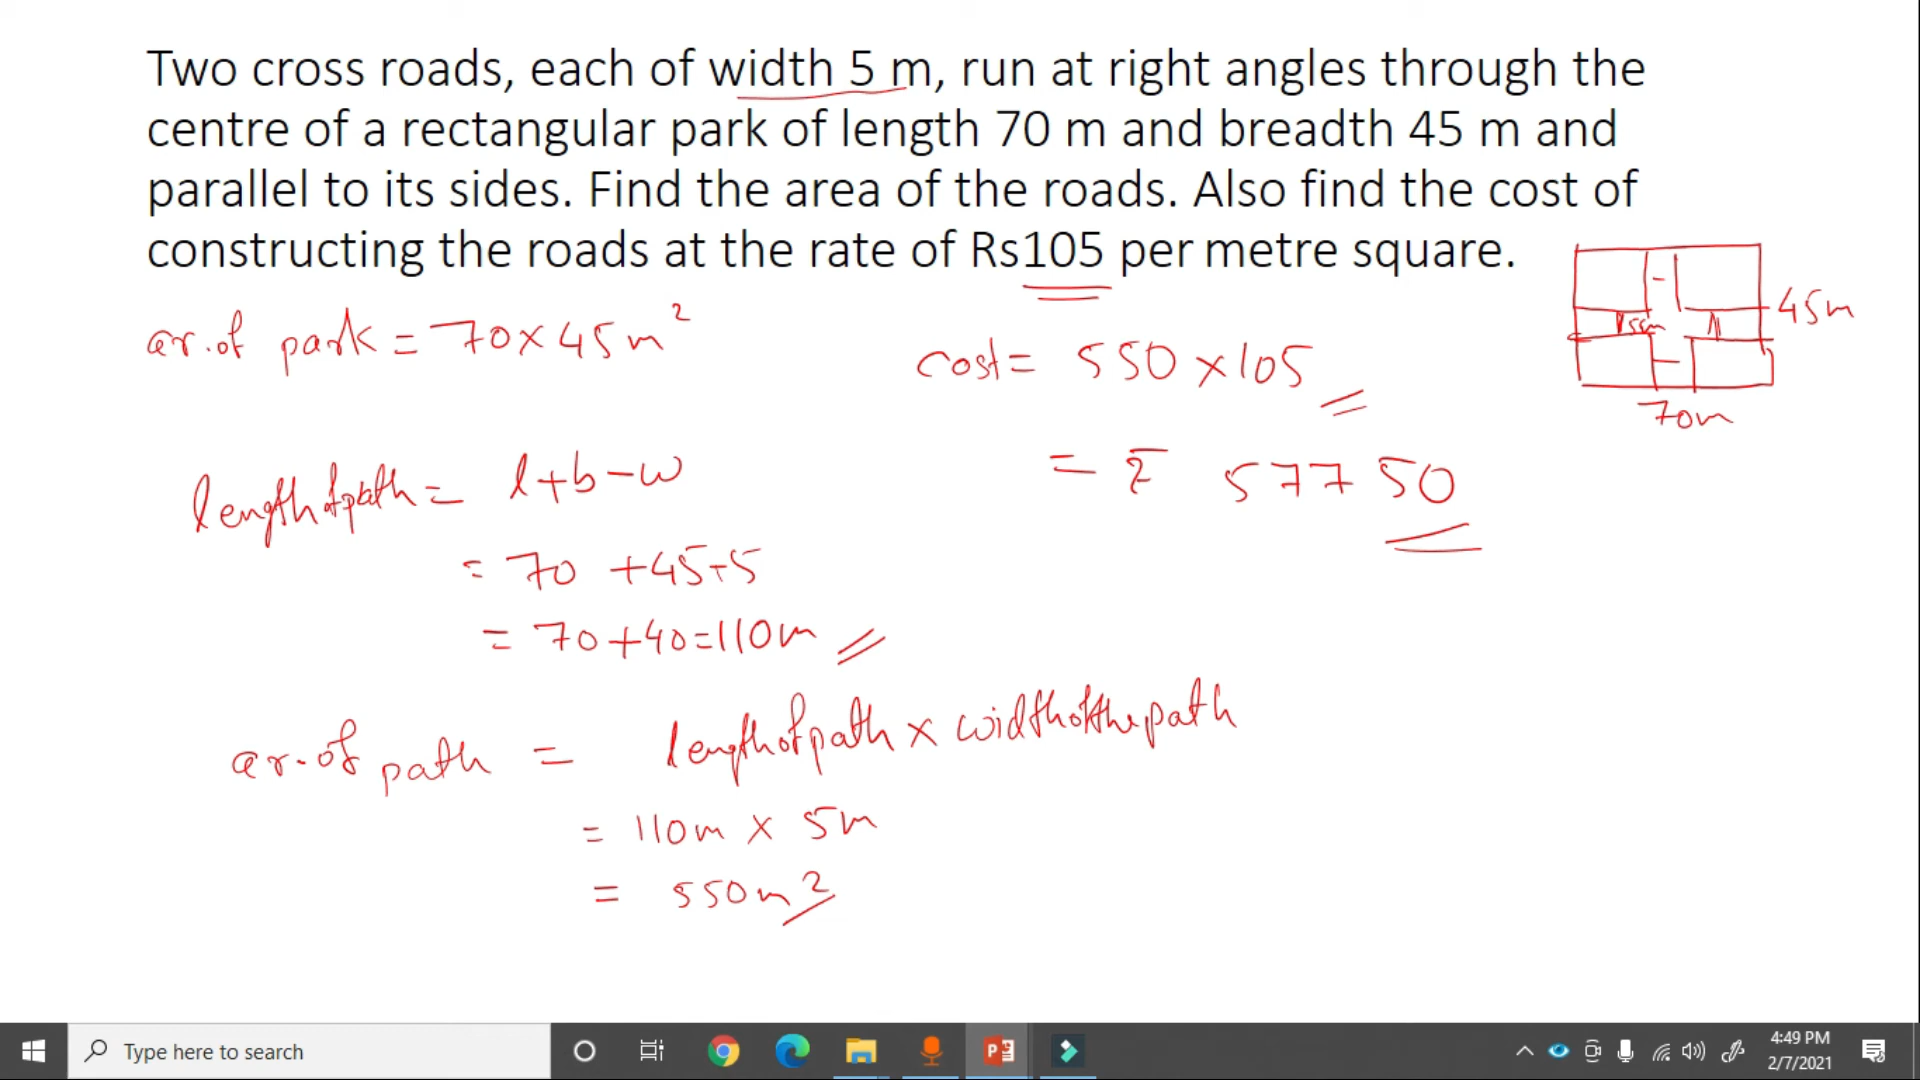 Two cross roads, each of width 5 m, run at right angles through the
centre of a rectangular park of length 70 m and breadth 45 m and
parallel to its sides. Find the area of the roads. Also find the cost of
constructing the roads at the rate of Rs105 per metre square.
45m
70m
ar. of park = 70 x 45 m²
cost = 550 x 105
= ₹ 57750
length of path = l+b-w
= 70 +45-5
= 70+40=110m
ar. of path = length of path x width of the path
= 110m x 5m
= 550m²
Type here to search
4:49 PM
2/7/2021